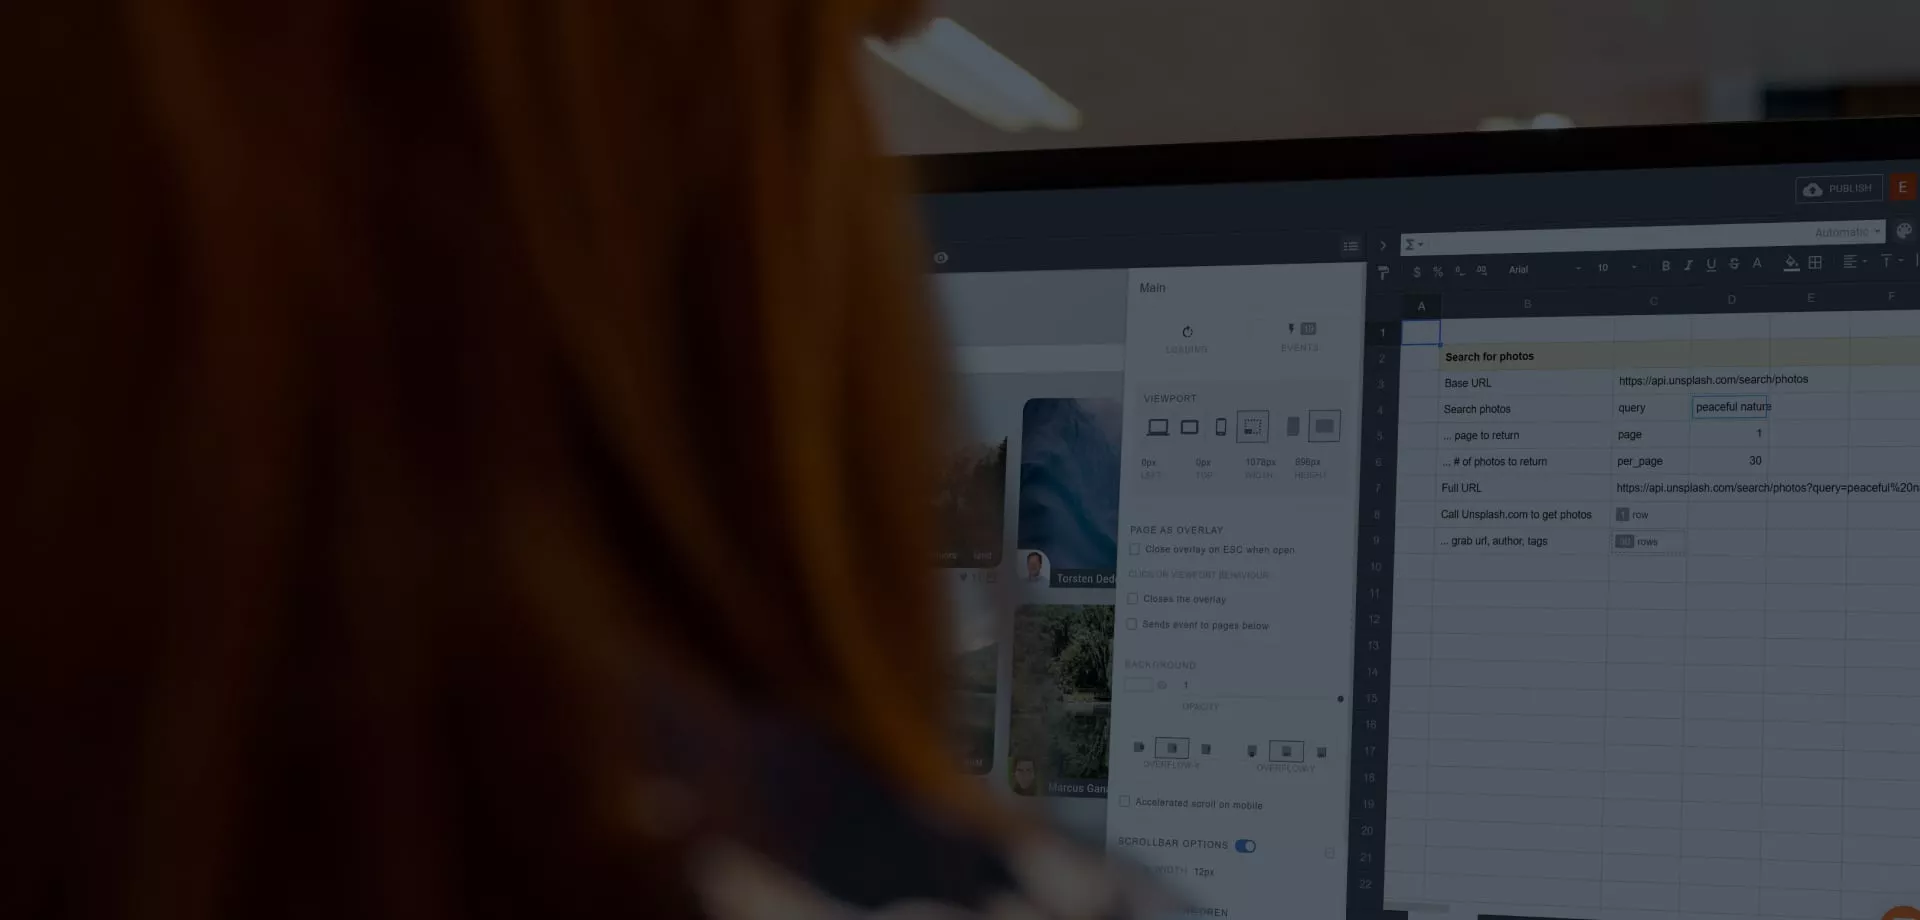 PUBLISH
E
Automatic
Σ
$ % .0 .00 Arial 10 B I U S A
A B C D E F
Main
LOADING
19
EVENTS
VIEWPORT
0px 0px 1078px 898px
LEFT TOP WIDTH HEIGHT
PAGE AS OVERLAY
Close overlay on ESC when open
CLICK ON VIEWPORT BEHAVIOUR
Closes the overlay
Sends event to pages below
BACKGROUND
1
OPACITY
OVERFLOW-X OVERFLOW-Y
Accelerated scroll on mobile
SCROLLBAR OPTIONS
WIDTH 12px
Torsten Ded
Marcus Gan
1
2 Search for photos
3 Base URL https://api.unsplash.com/search/photos
4 Search photos query peaceful nature
5 ... page to return page 1
6 ... # of photos to return per_page 30
7 Full URL https://api.unsplash.com/search/photos?query=peaceful%20n
8 Call Unsplash.com to get photos 1 row
9 ... grab url, author, tags rows
10
11
12
13
14
15
16
17
18
19
20
21
22